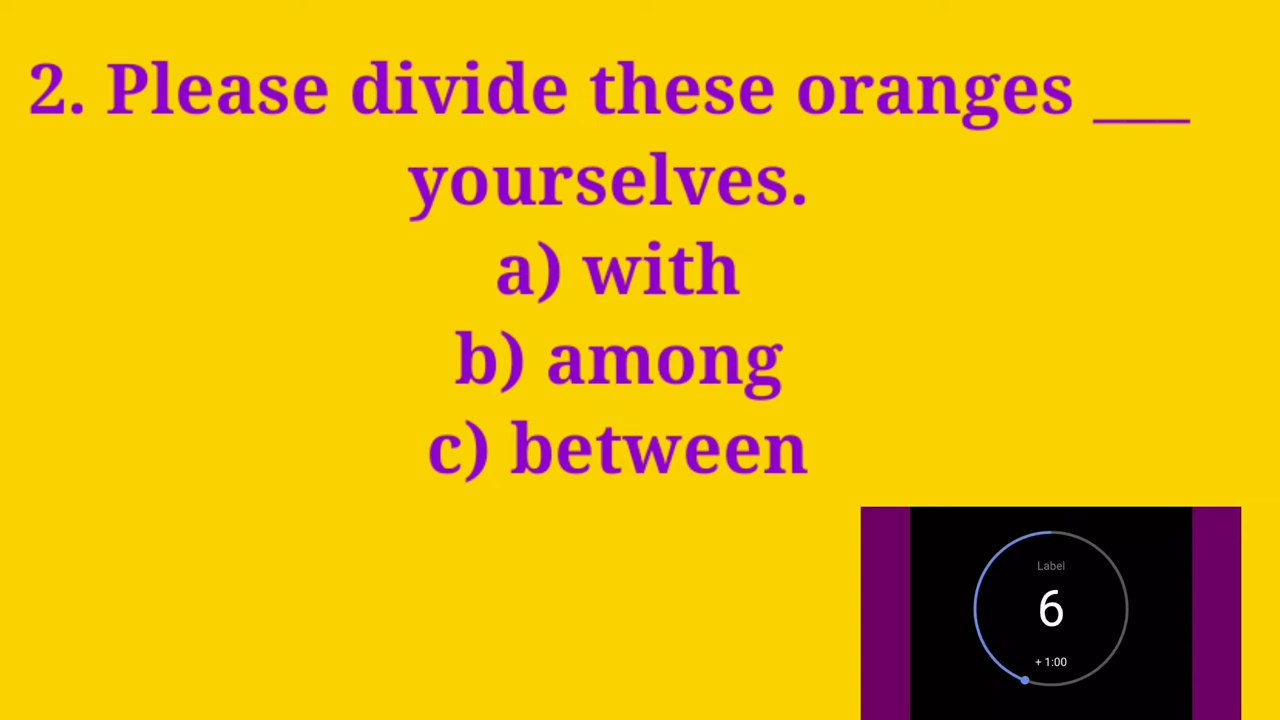 2. Please divide these oranges ___
yourselves.
a) with
b) among
c) between
Label
6
+ 1:00